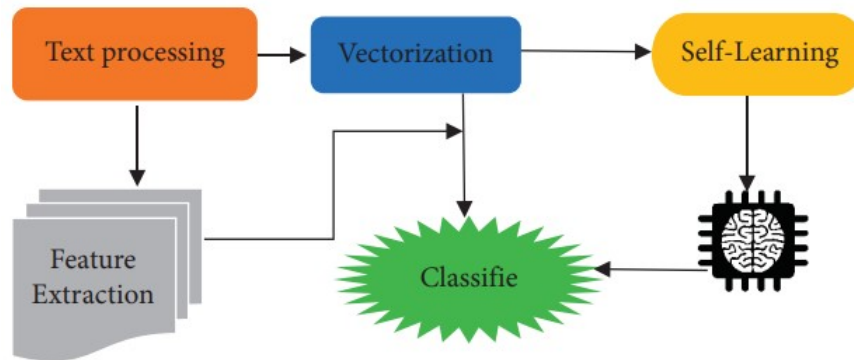 Text processing
Vectorization
Self-Learning
Feature
Extraction
Classifie